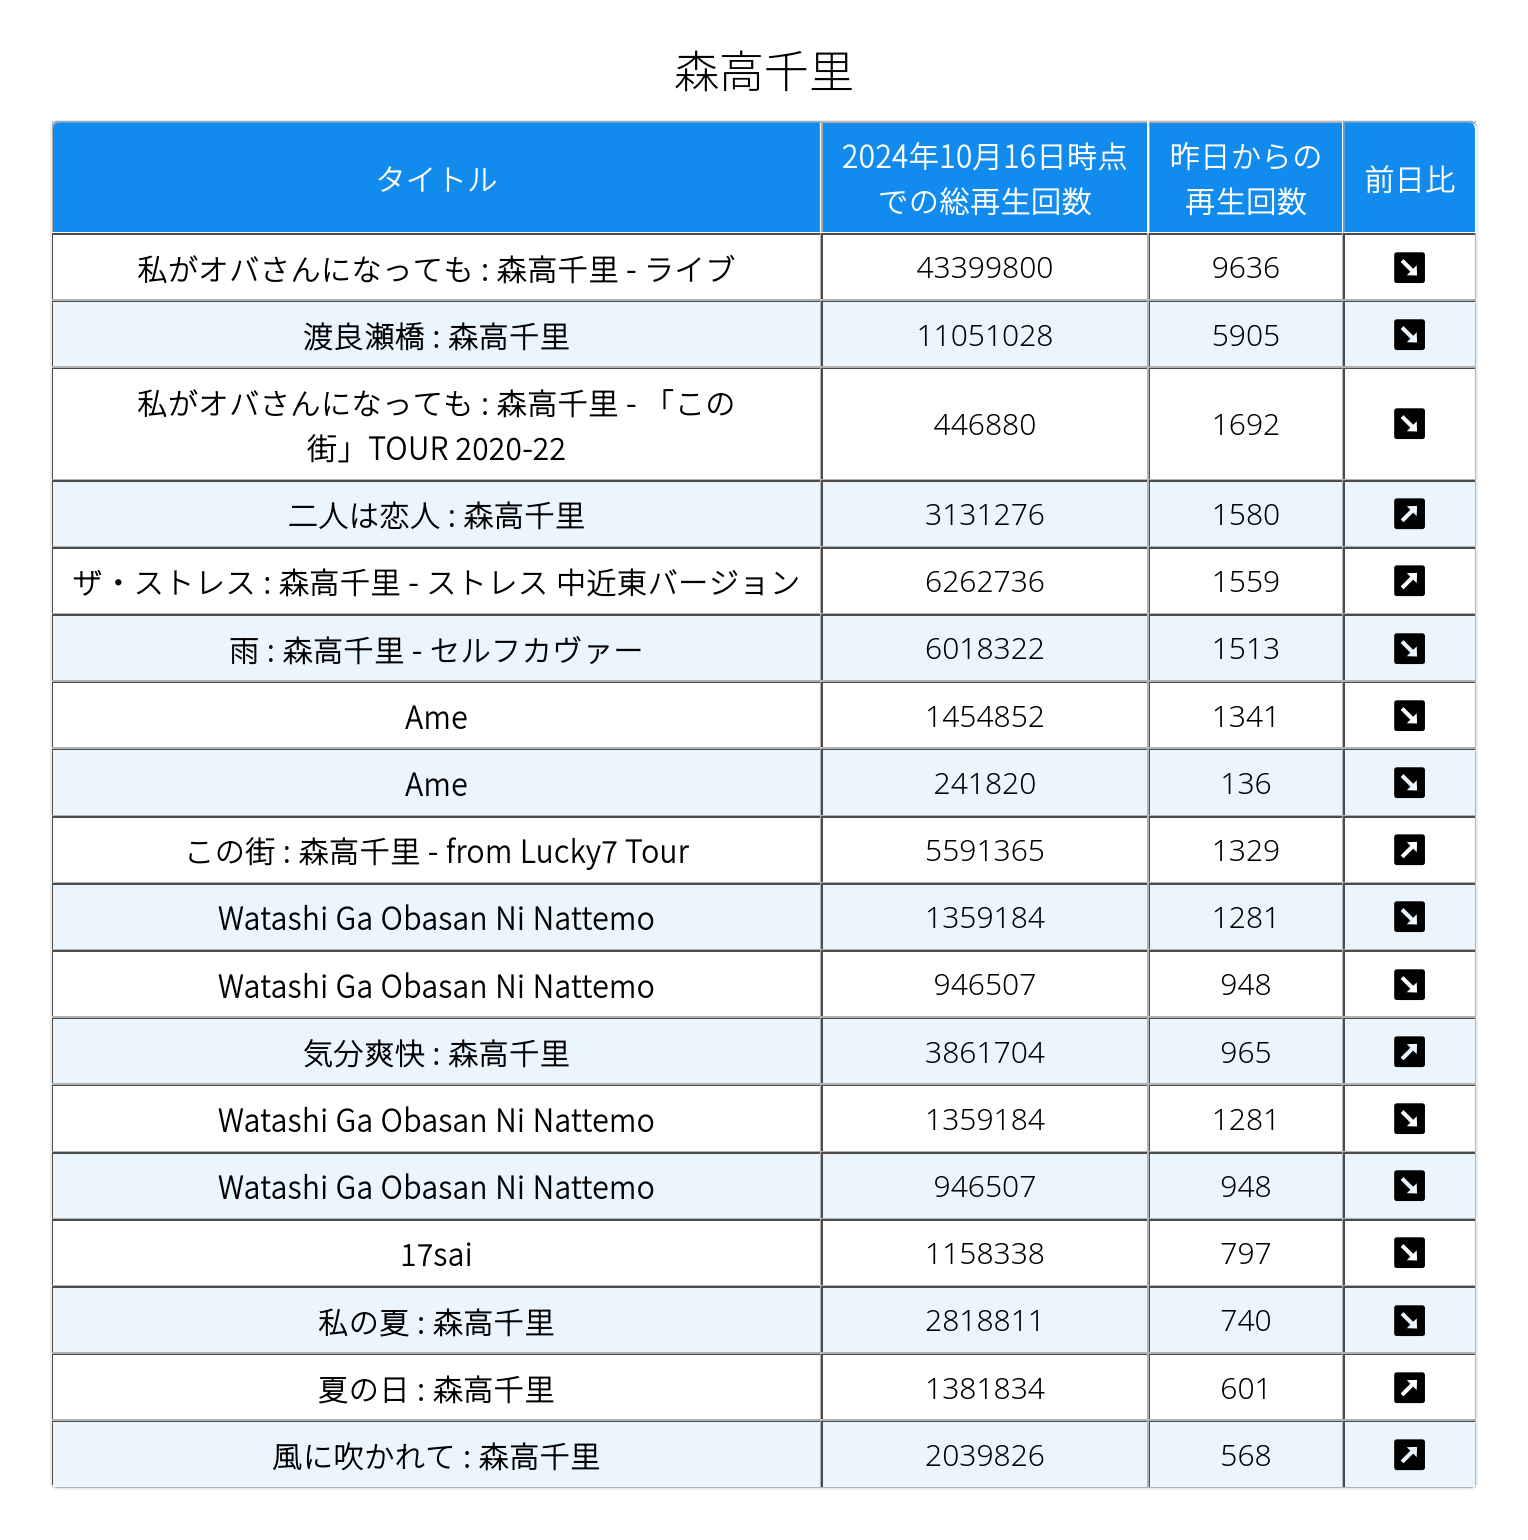 森高千里
タイトル
2024年10月16日時点
での総再生回数
昨日からの
再生回数
前日比
私がオバさんになっても : 森高千里 - ライブ 43399800 9636 ↘
渡良瀬橋 : 森高千里 11051028 5905 ↘
私がオバさんになっても : 森高千里 - 「この
街」TOUR 2020-22 446880 1692 ↘
二人は恋人 : 森高千里 3131276 1580 ↗
ザ・ストレス : 森高千里 - ストレス 中近東バージョン 6262736 1559 ↗
雨 : 森高千里 - セルフカヴァー 6018322 1513 ↘
Ame 1454852 1341 ↘
Ame 241820 136 ↘
この街 : 森高千里 - from Lucky7 Tour 5591365 1329 ↗
Watashi Ga Obasan Ni Nattemo 1359184 1281 ↘
Watashi Ga Obasan Ni Nattemo 946507 948 ↘
気分爽快 : 森高千里 3861704 965 ↗
Watashi Ga Obasan Ni Nattemo 1359184 1281 ↘
Watashi Ga Obasan Ni Nattemo 946507 948 ↘
17sai 1158338 797 ↘
私の夏 : 森高千里 2818811 740 ↘
夏の日 : 森高千里 1381834 601 ↗
風に吹かれて : 森高千里 2039826 568 ↗